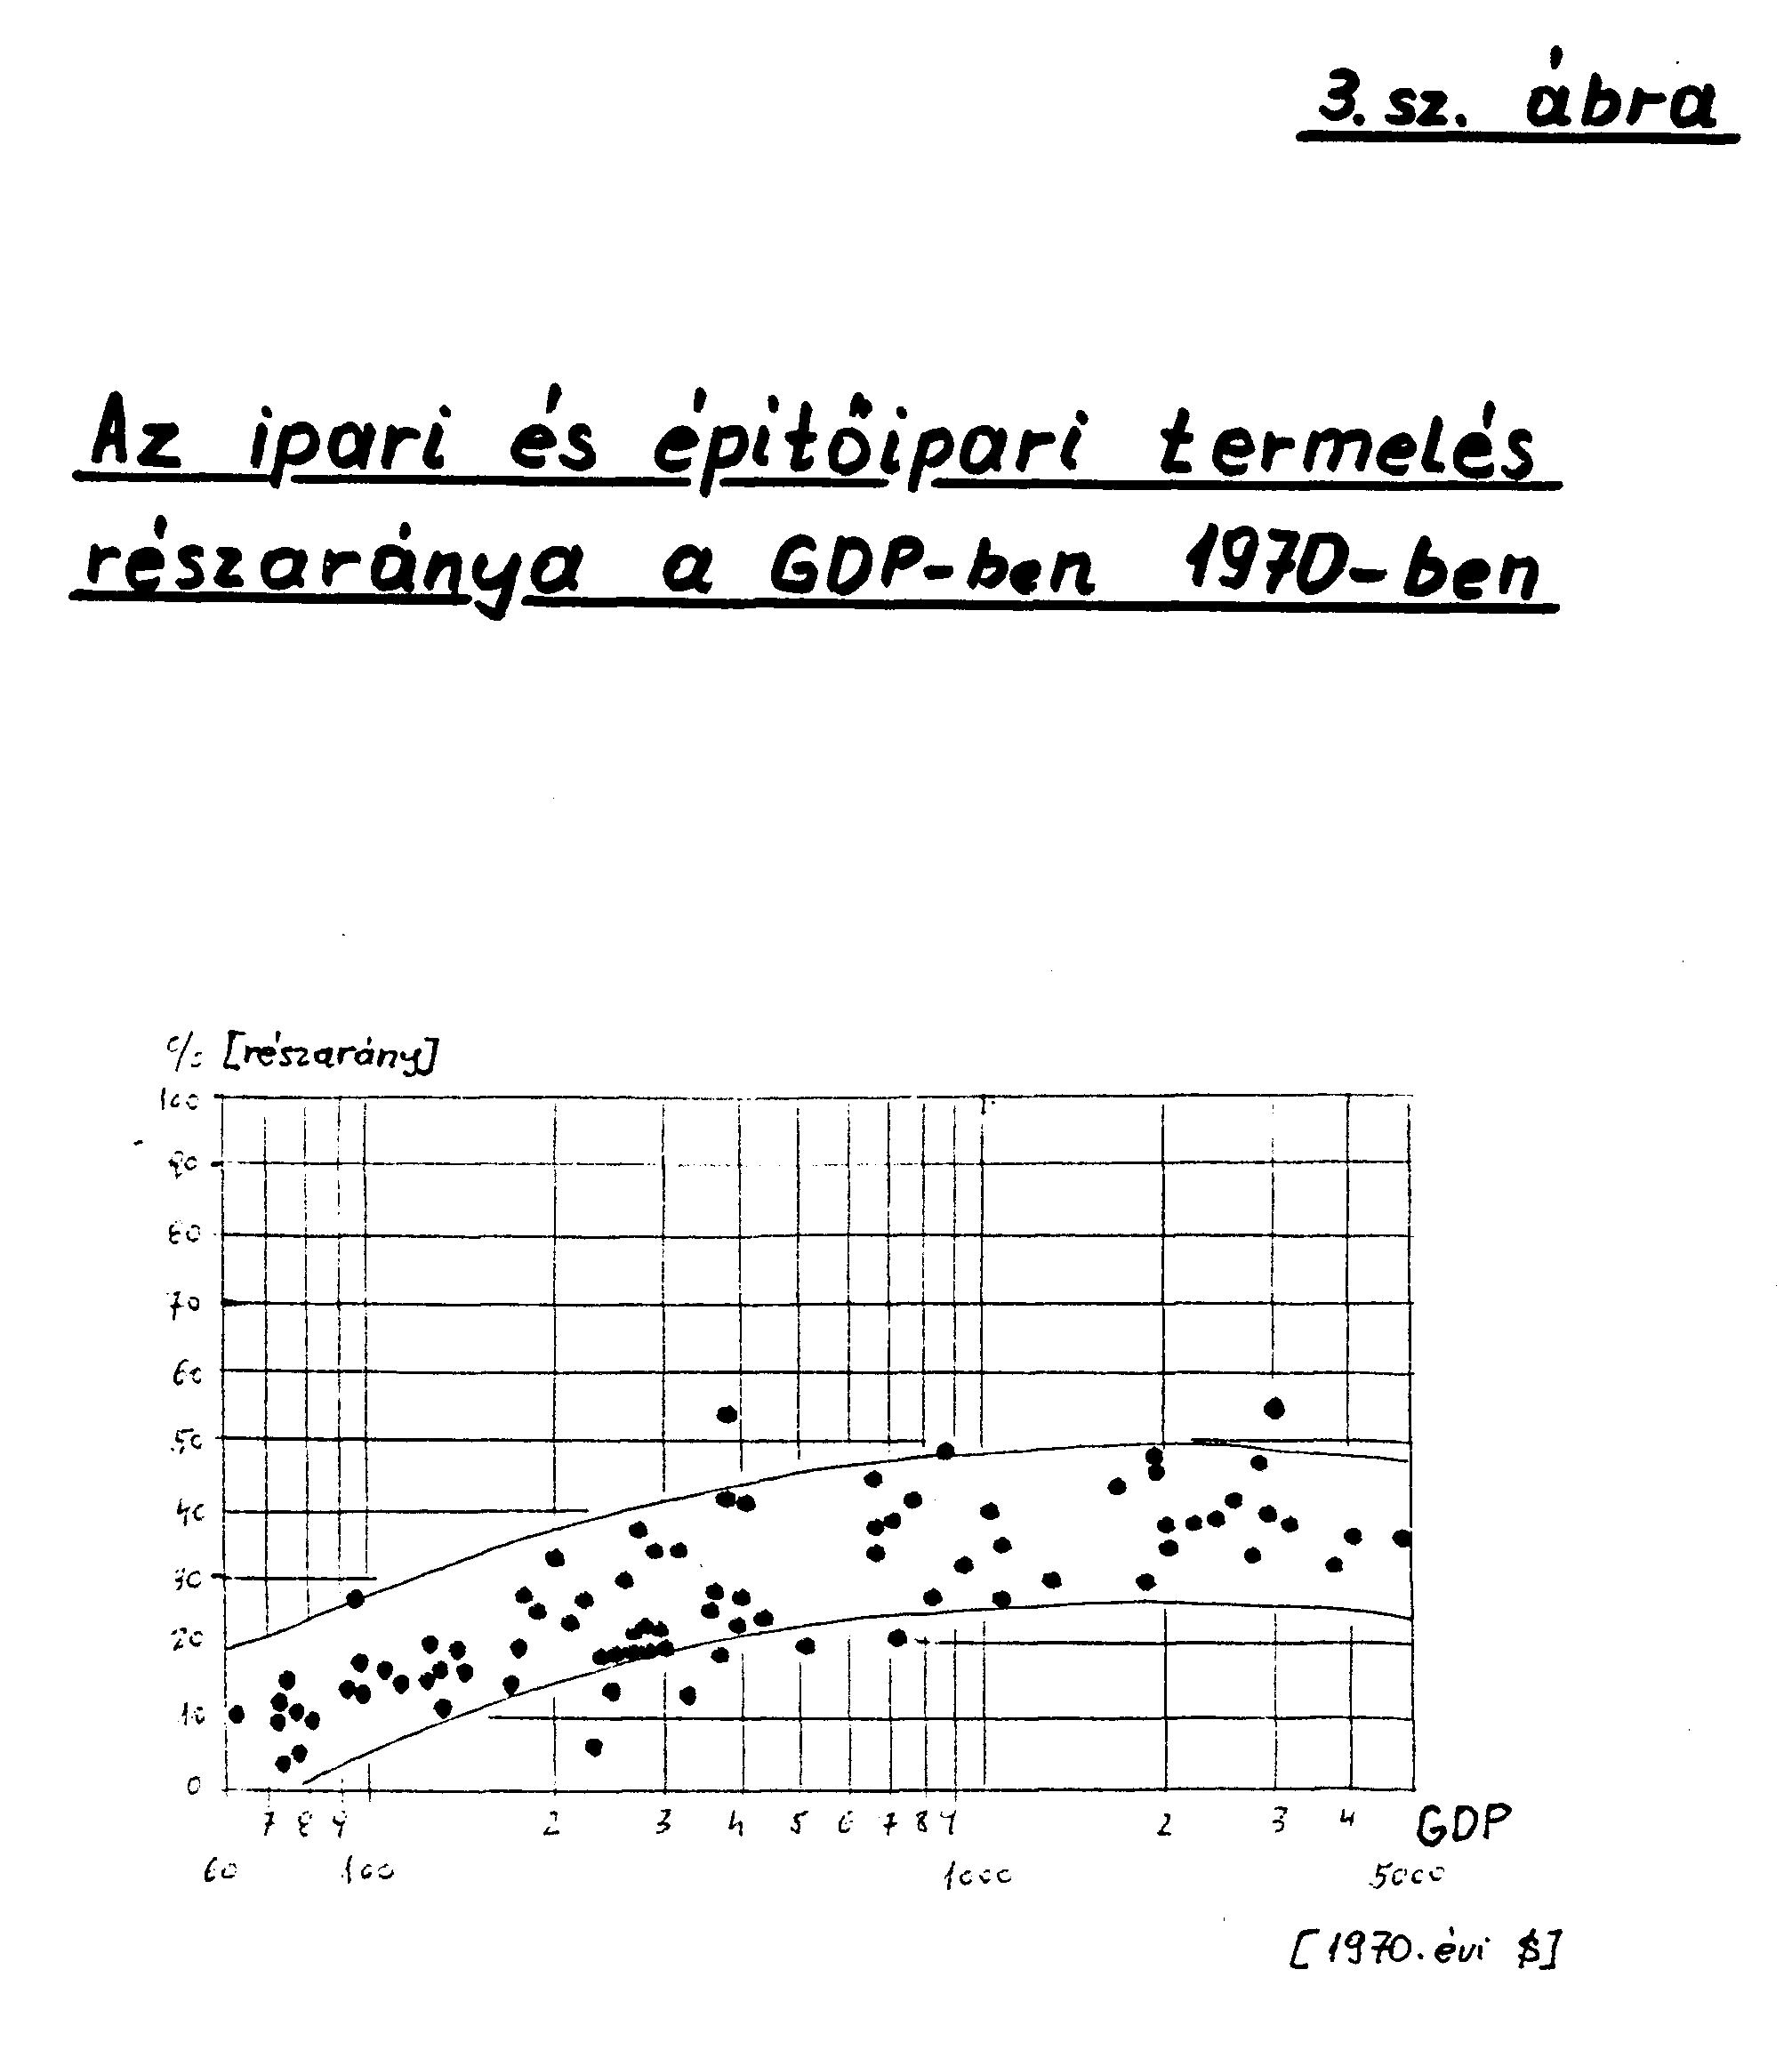 3. sz. ábra
Az ipari és épitőipari termelés
részaránya a GDP-ben 1970-ben
% [részarány]
100
90
80
70
60
50
40
30
20
10
0
7 8 9 2 3 4 5 6 7 8 9 2 3 4 GDP
60 100 1000 5000
[1970. évi $]